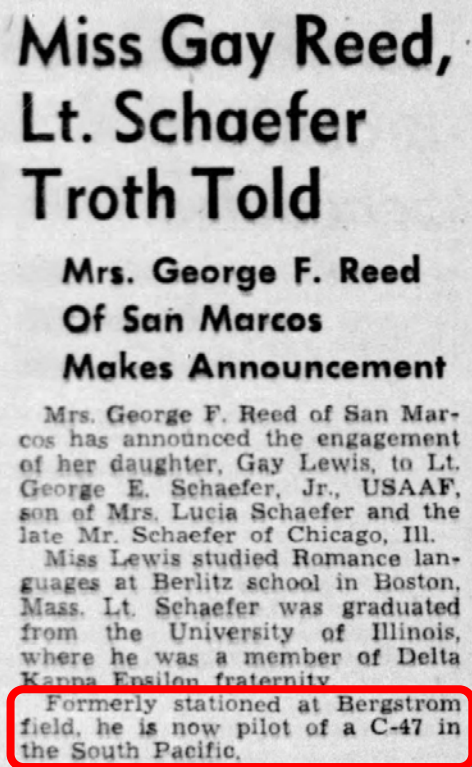 Miss Gay Reed,
Lt. Schaefer
Troth Told
Mrs. George F. Reed
Of San Marcos
Makes Announcement
Mrs. George F. Reed of San Mar-
cos has announced the engagement
of her daughter, Gay Lewis, to Lt.
George E. Schaefer, Jr., USAAF,
son of Mrs. Lucia Schaefer and the
late Mr. Schaefer of Chicago, Ill.
Miss Lewis studied Romance lan-
guages at Berlitz school in Boston,
Mass. Lt. Schaefer was graduated
from the University of Illinois,
where he was a member of Delta
Kappa Epsilon fraternity
Formerly stationed at Bergstrom
field, he is now pilot of a C-47 in
the South Pacific.